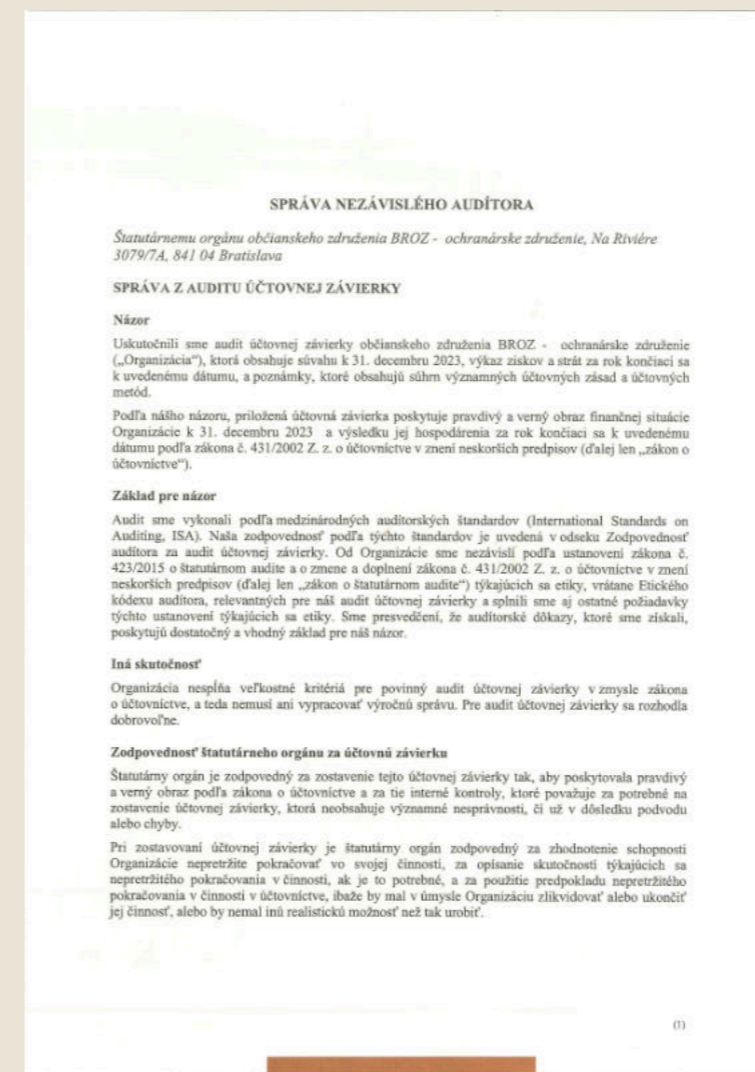 SPRÁVA NEZÁVISLÉHO AUDÍTORA
Štatutárnemu orgánu občianskeho združenia BROZ - ochranárske združenie, Na Riviére
3079/7A, 841 04 Bratislava
SPRÁVA Z AUDITU ÚČTOVNEJ ZÁVIERKY
Názor
Uskutočnili sme audit účtovnej závierky občianskeho združenia BROZ - ochranárske združenie
(„Organizácia“), ktorá obsahuje súvahu k 31. decembru 2023, výkaz ziskov a strát za rok končiaci sa
k uvedenému dátumu, a poznámky, ktoré obsahujú súhrn významných účtovných zásad a účtovných
metód.
Podľa nášho názoru, priložená účtovná závierka poskytuje pravdivý a verný obraz finančnej situácie
Organizácie k 31. decembru 2023 a výsledku jej hospodárenia za rok končiaci sa k uvedenému
dátumu podľa zákona č. 431/2002 Z. z. o účtovníctve v znení neskorších predpisov (ďalej len „zákon o
účtovníctve“).
Základ pre názor
Audit sme vykonali podľa medzinárodných audítorských štandardov (International Standards on
Auditing, ISA). Naša zodpovednosť podľa týchto štandardov je uvedená v odseku Zodpovednosť
audítora za audit účtovnej závierky. Od Organizácie sme nezávislí podľa ustanovení zákona č.
423/2015 o štatutárnom audite a o zmene a doplnení zákona č. 431/2002 Z. z. o účtovníctve v znení
neskorších predpisov (ďalej len „zákon o štatutárnom audite“) týkajúcich sa etiky, vrátane Etického
kódexu audítora, relevantných pre náš audit účtovnej závierky a splnili sme aj ostatné požiadavky
týchto ustanovení týkajúcich sa etiky. Sme presvedčení, že audítorské dôkazy, ktoré sme získali,
poskytujú dostatočný a vhodný základ pre náš názor.
Iná skutočnosť
Organizácia nespĺňa veľkostné kritériá pre povinný audit účtovnej závierky v zmysle zákona
o účtovníctve, a teda nemusí ani vypracovať výročnú správu. Pre audit účtovnej závierky sa rozhodla
dobrovoľne.
Zodpovednosť štatutárneho orgánu za účtovnú závierku
Štatutárny orgán je zodpovedný za zostavenie tejto účtovnej závierky tak, aby poskytovala pravdivý
a verný obraz podľa zákona o účtovníctve a za tie interné kontroly, ktoré považuje za potrebné na
zostavenie účtovnej závierky, ktorá neobsahuje významné nesprávnosti, či už v dôsledku podvodu
alebo chyby.
Pri zostavovaní účtovnej závierky je štatutárny orgán zodpovedný za zhodnotenie schopnosti
Organizácie nepretržite pokračovať vo svojej činnosti, za opísanie skutočností týkajúcich sa
nepretržitého pokračovania v činnosti, ak je to potrebné, a za použitie predpokladu nepretržitého
pokračovania v činnosti v účtovníctve, ibaže by mal v úmysle Organizáciu zlikvidovať alebo ukončiť
jej činnosť, alebo by nemal inú realistickú možnosť než tak urobiť.
(1)